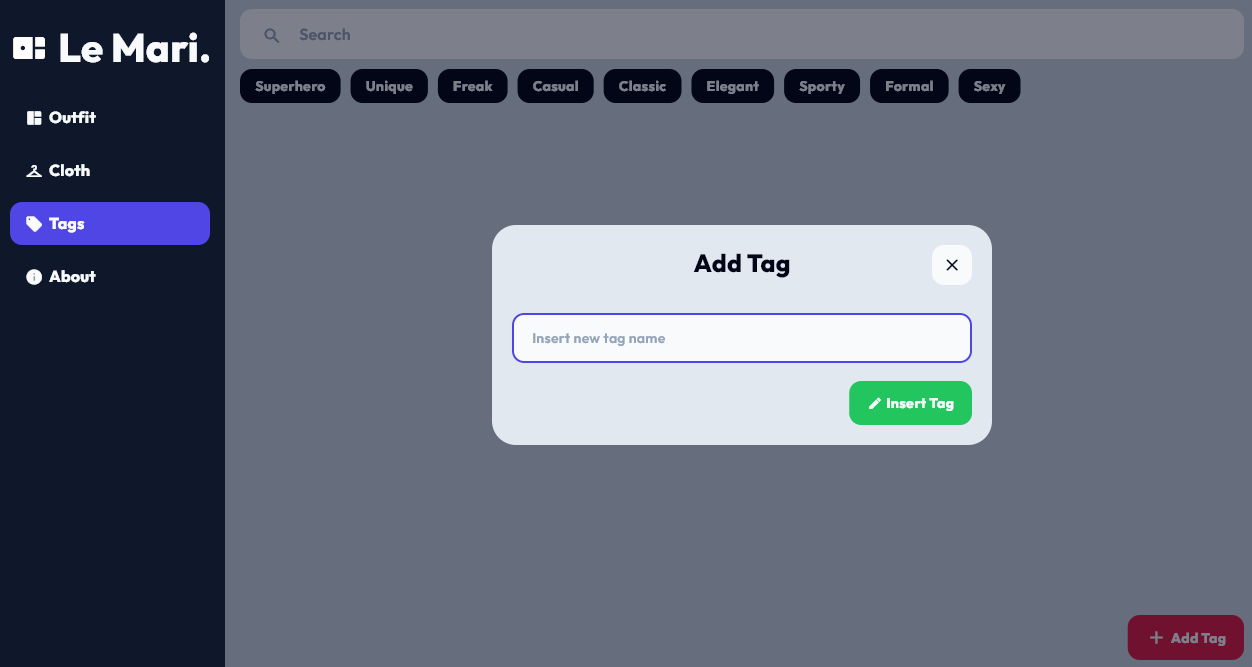 Le Mari.
Outfit
Cloth
Tags
About
Search
Superhero Unique Freak Casual Classic Elegant Sporty Formal Sexy
Add Tag
Insert new tag name
Insert Tag
Add Tag